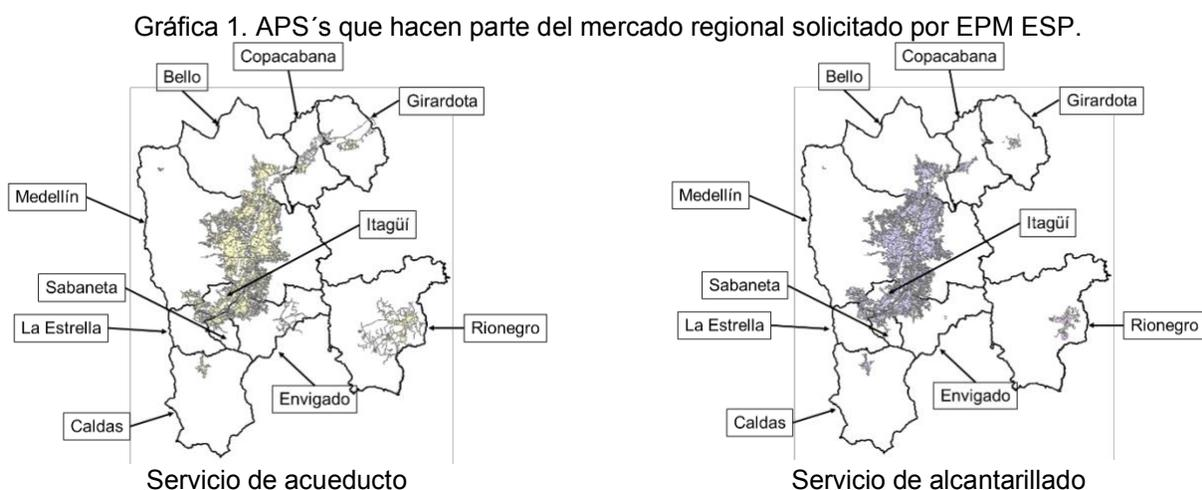 Gráfica 1. APS´s que hacen parte del mercado regional solicitado por EPM ESP.
Copacabana
Bello
Girardota
Medellín
Itagüí
Sabaneta
La Estrella
Rionegro
Envigado
Caldas
Servicio de acueducto
Copacabana
Bello
Girardota
Medellín
Itagüí
Sabaneta
La Estrella
Rionegro
Envigado
Caldas
Servicio de alcantarillado